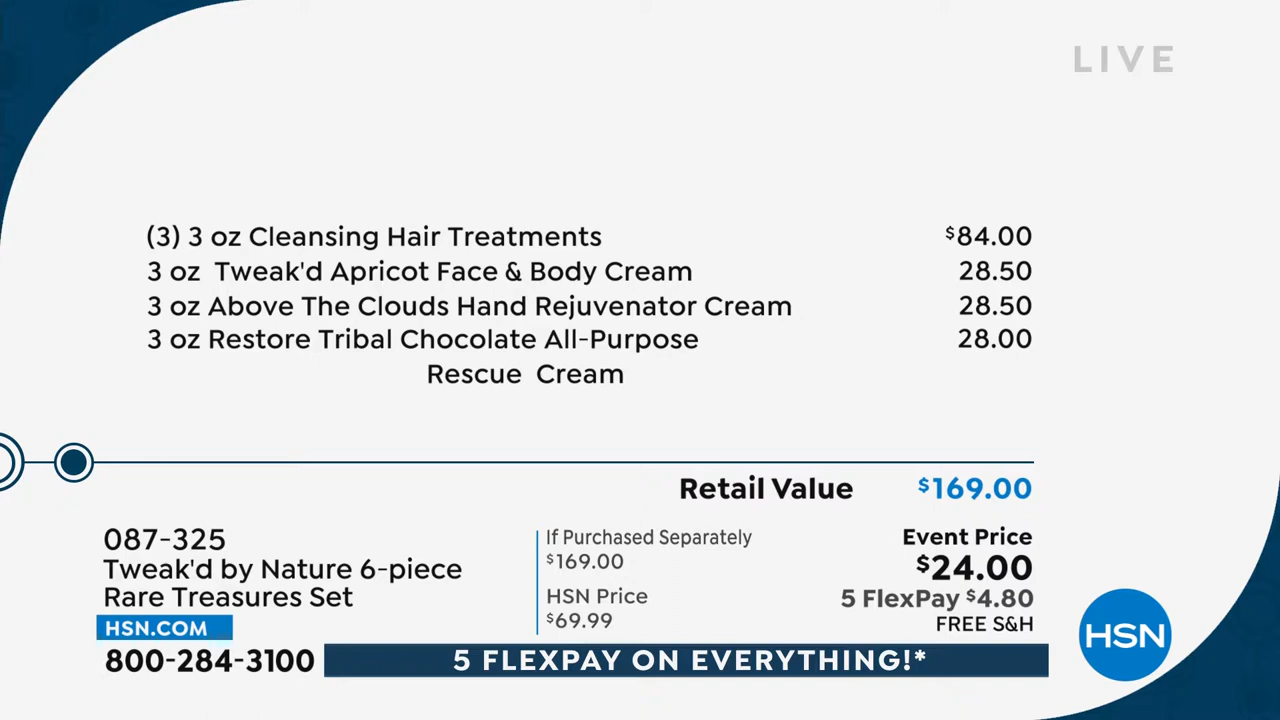 LIVE
(3) 3 oz Cleansing Hair Treatments $84.00
3 oz Tweak'd Apricot Face & Body Cream 28.50
3 oz Above The Clouds Hand Rejuvenator Cream 28.50
3 oz Restore Tribal Chocolate All-Purpose 28.00
Rescue Cream
Retail Value $169.00
087-325
Tweak'd by Nature 6-piece
Rare Treasures Set
HSN.COM
800-284-3100
If Purchased Separately
$169.00
HSN Price
$69.99
Event Price
$24.00
5 FlexPay $4.80
FREE S&H
5 FLEXPAY ON EVERYTHING!*
HSN